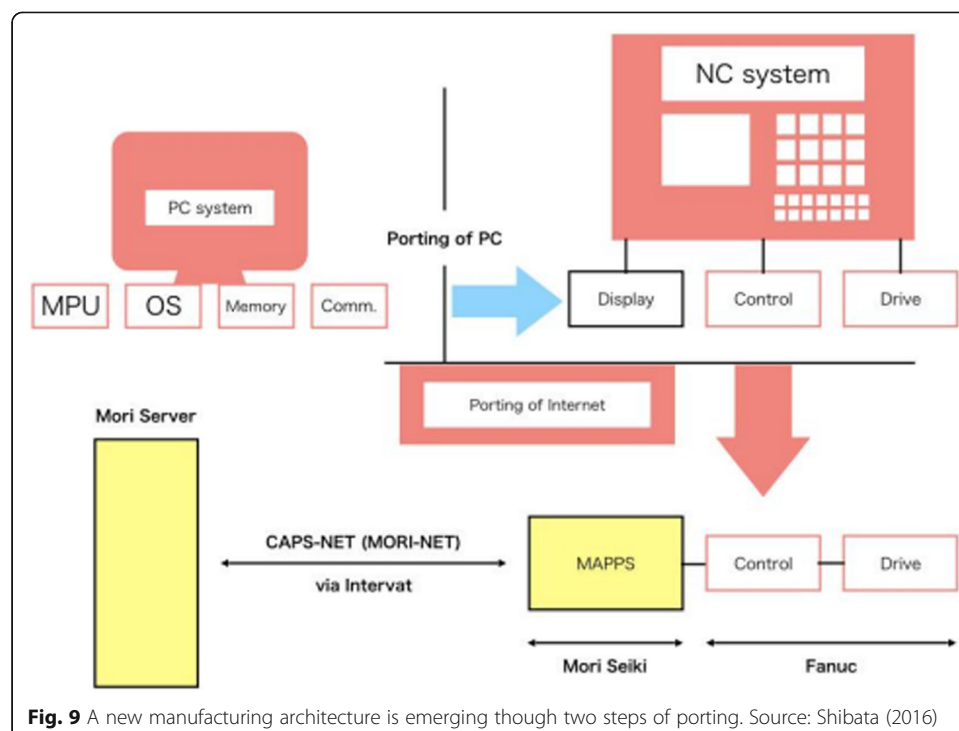 NC system
PC system
Porting of PC
MPU
OS
Memory
Comm.
Display
Control
Drive
Porting of Internet
Mori Server
CAPS-NET (MORI-NET)
via Intervat
MAPPS
Control
Drive
Mori Seiki
Fanuc
Fig. 9 A new manufacturing architecture is emerging though two steps of porting. Source: Shibata (2016)